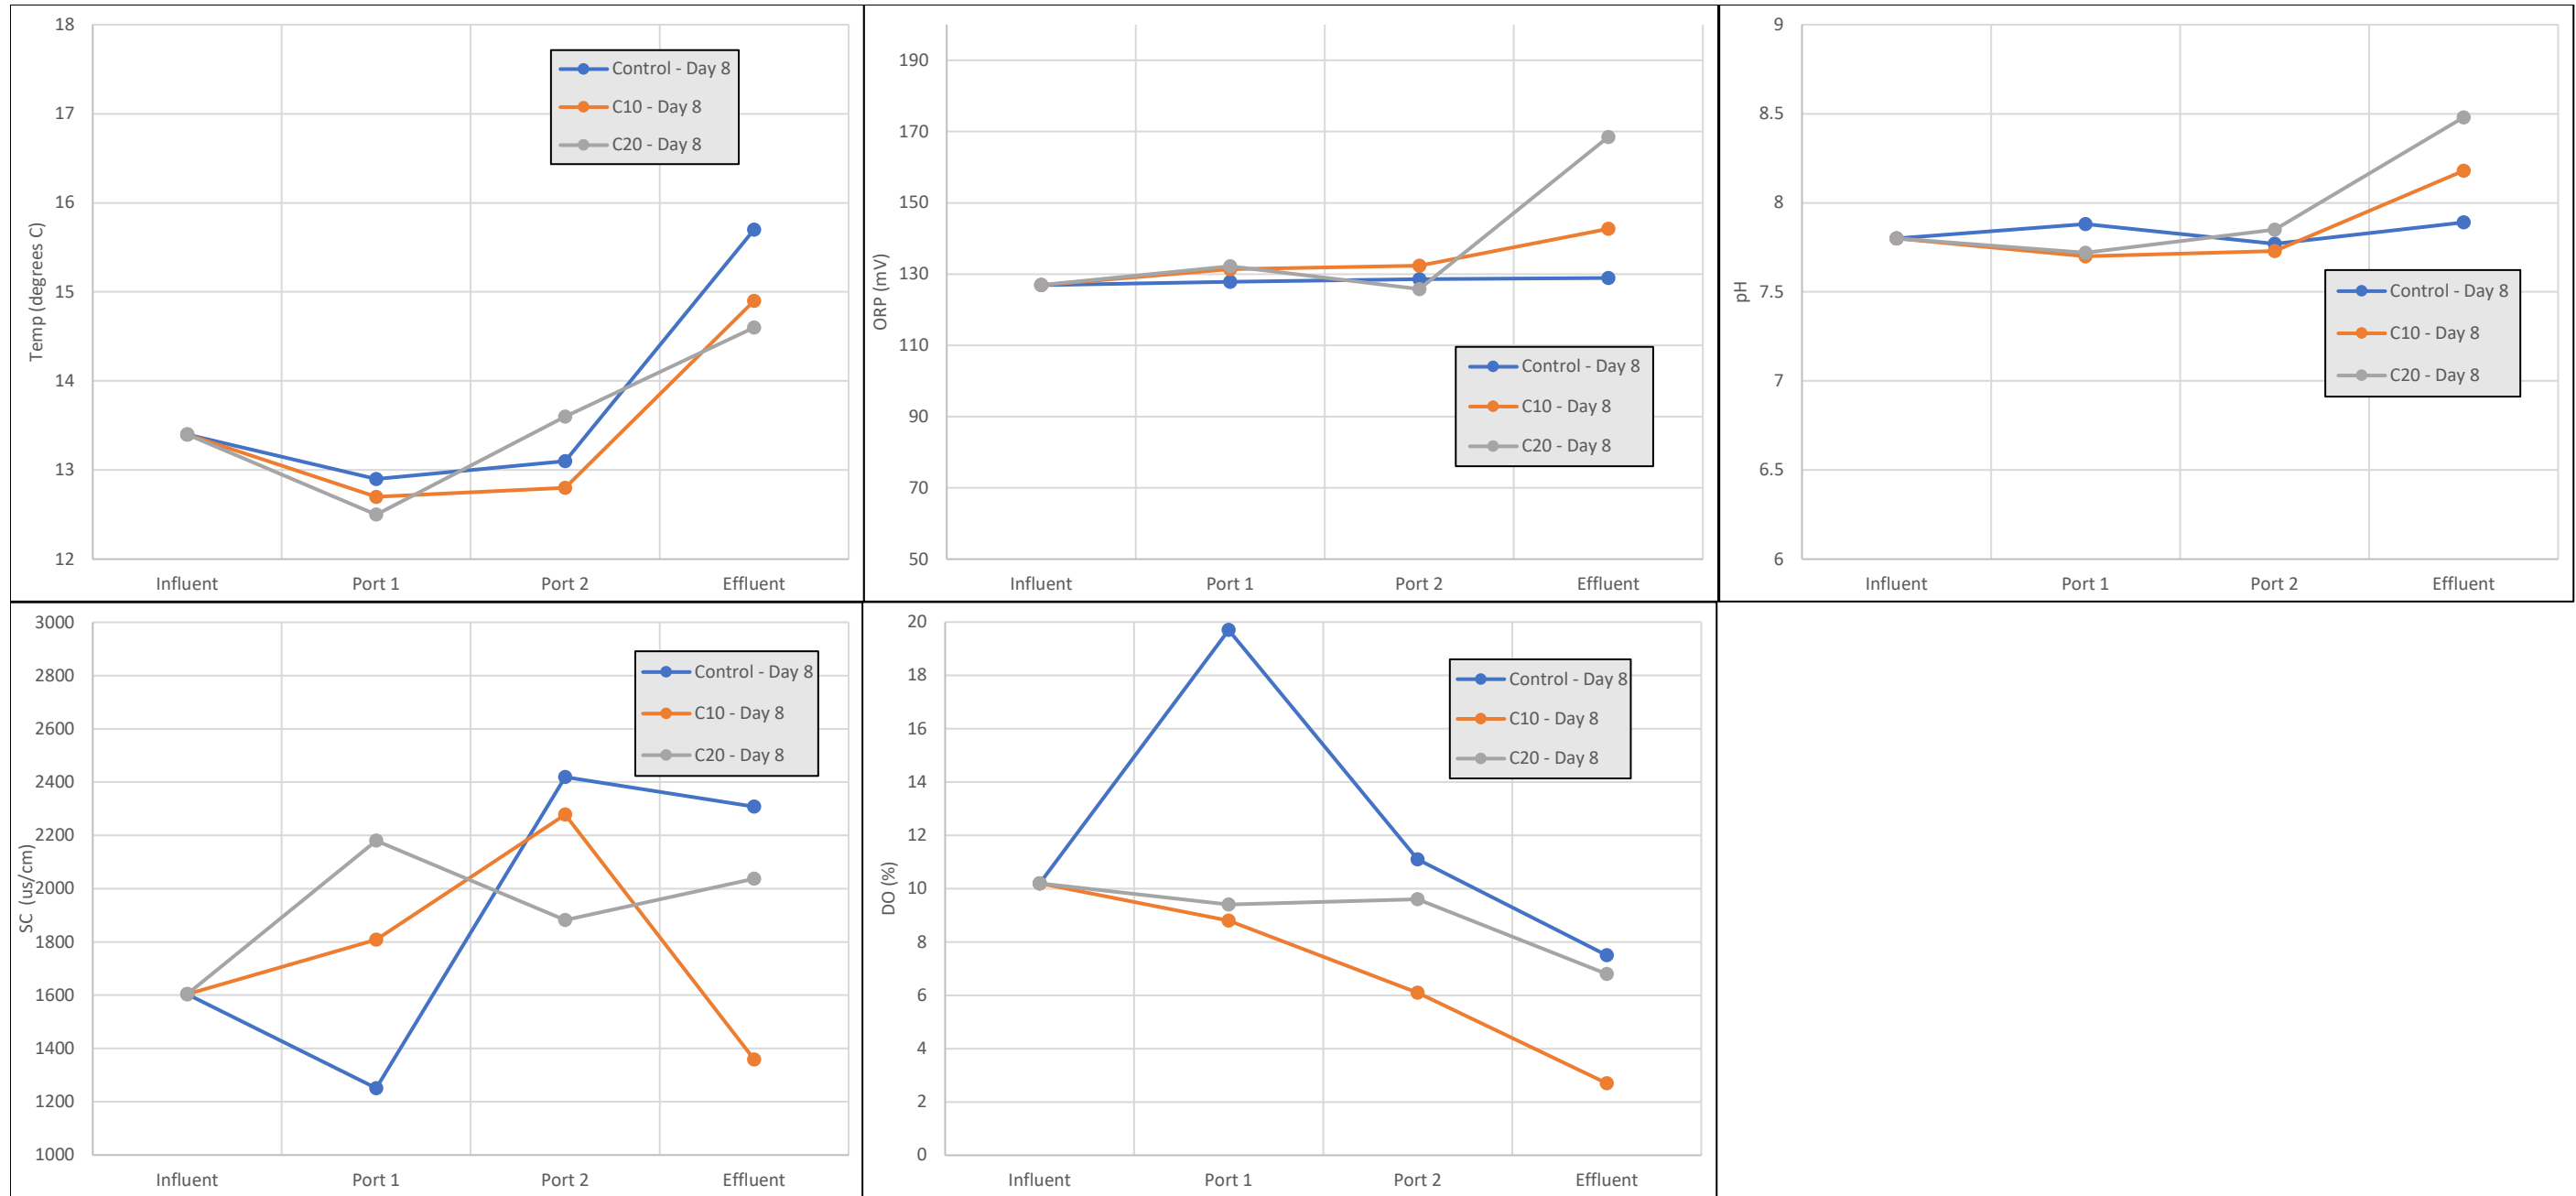 18
17
16
15
14
13
12
Temp (degrees C)
Influent
Port 1
Port 2
Effluent
Control - Day 8
C10 - Day 8
C20 - Day 8
190
170
150
130
110
90
70
50
ORP (mV)
Influent
Port 1
Port 2
Effluent
Control - Day 8
C10 - Day 8
C20 - Day 8
9
8.5
8
7.5
7
6.5
6
pH
Influent
Port 1
Port 2
Effluent
Control - Day 8
C10 - Day 8
C20 - Day 8
3000
2800
2600
2400
2200
2000
1800
1600
1400
1200
1000
SC (us/cm)
Influent
Port 1
Port 2
Effluent
Control - Day 8
C10 - Day 8
C20 - Day 8
20
18
16
14
12
10
8
6
4
2
0
DO (%)
Influent
Port 1
Port 2
Effluent
Control - Day 8
C10 - Day 8
C20 - Day 8